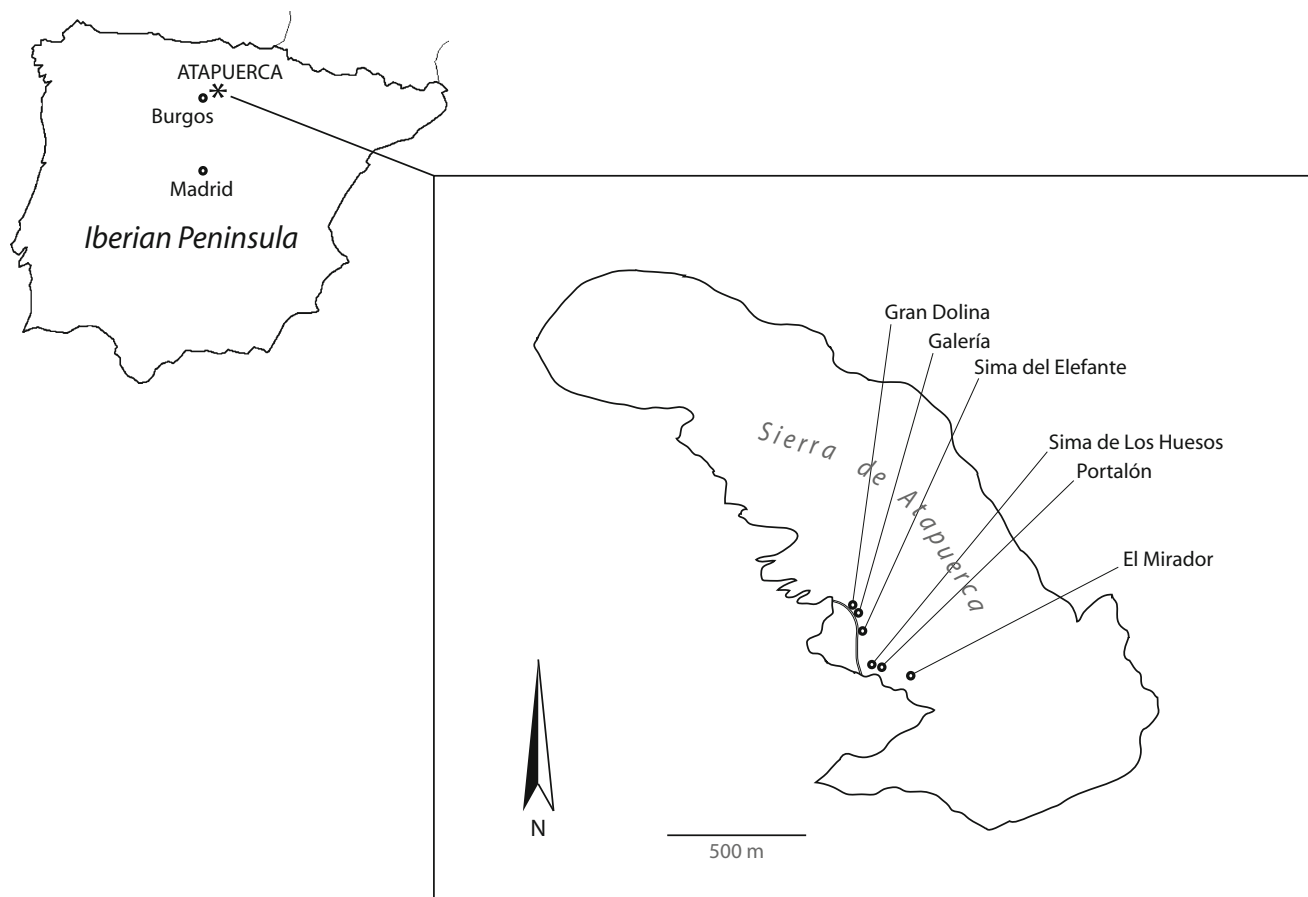 ATAPUERCA
Burgos
Madrid
Iberian Peninsula
Gran Dolina
Galería
Sima del Elefante
Sierra de Atapuerca
Sima de Los Huesos
Portalón
El Mirador
N
500 m